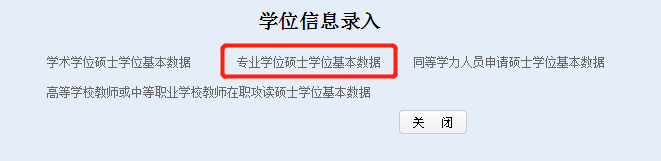 学位信息录入
学术学位硕士学位基本数据 专业学位硕士学位基本数据 同等学力人员申请硕士学位基本数据
高等学校教师或中等职业学校教师在职攻读硕士学位基本数据
关 闭